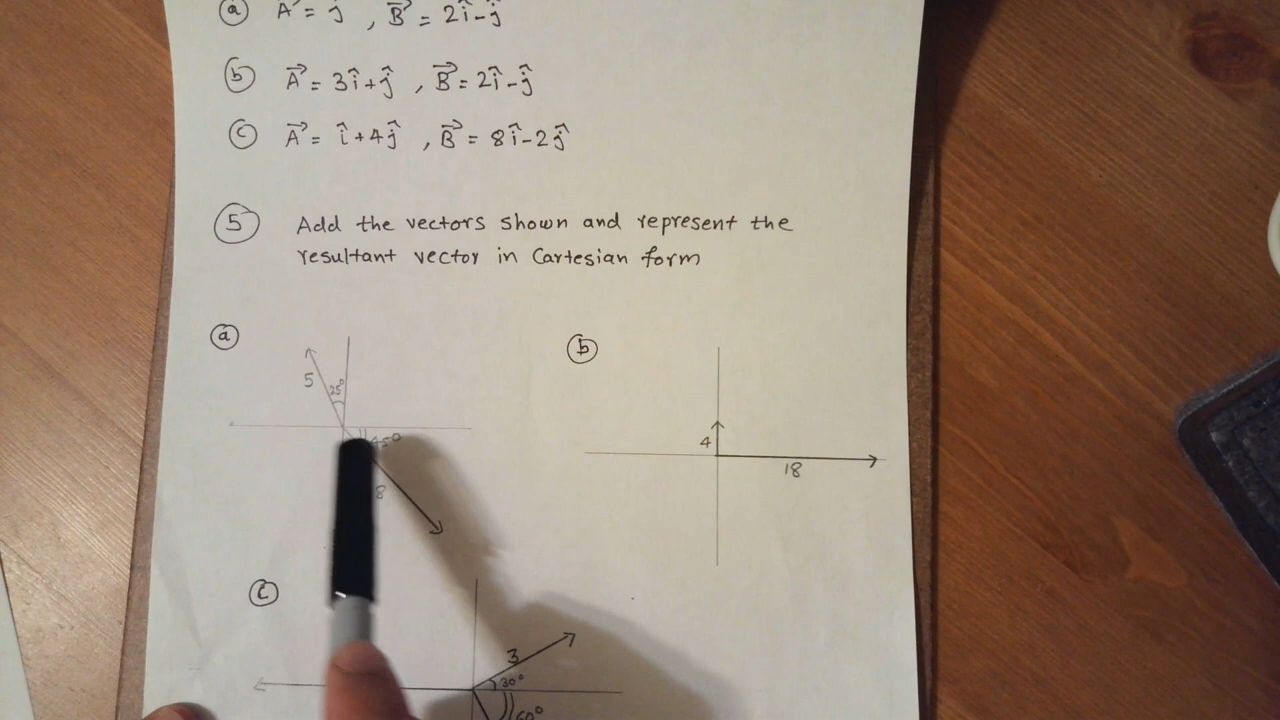 ⓐ A⃗ = ĵ , B⃗ = 2î-ĵ
ⓑ A⃗ = 3î+ĵ , B⃗ = 2î-ĵ
ⓒ A⃗ = î+4ĵ , B⃗ = 8î-2ĵ
⑤ Add the vectors shown and represent the
resultant vector in Cartesian form
ⓐ
5
25°
45°
8
ⓑ
4
18
ⓒ
3
30°
60°